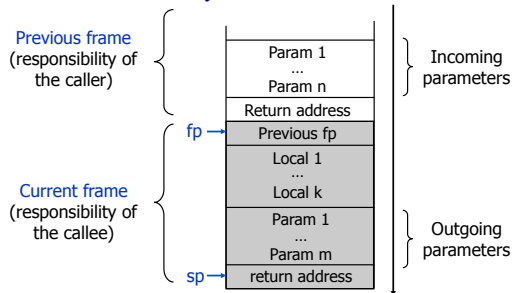 Previous frame
(responsibility of
the caller)
Param 1
...
Param n
Return address
Incoming
parameters
fp
Previous fp
Local 1
...
Local k
Current frame
(responsibility of
the callee)
Param 1
...
Param m
Outgoing
parameters
sp
return address